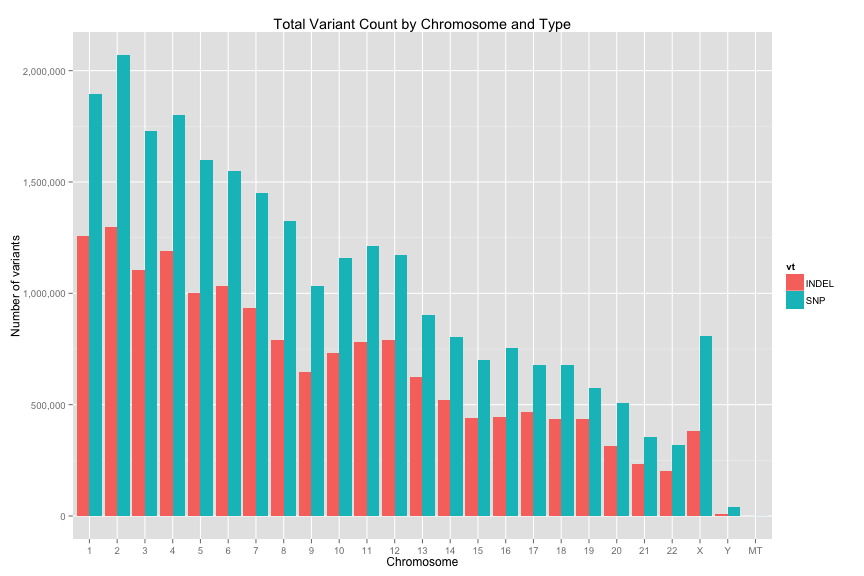 Total Variant Count by Chromosome and Type
Number of variants
2,000,000
1,500,000
1,000,000
500,000
0
1 2 3 4 5 6 7 8 9 10 11 12 13 14 15 16 17 18 19 20 21 22 X Y MT
Chromosome
vt
INDEL
SNP